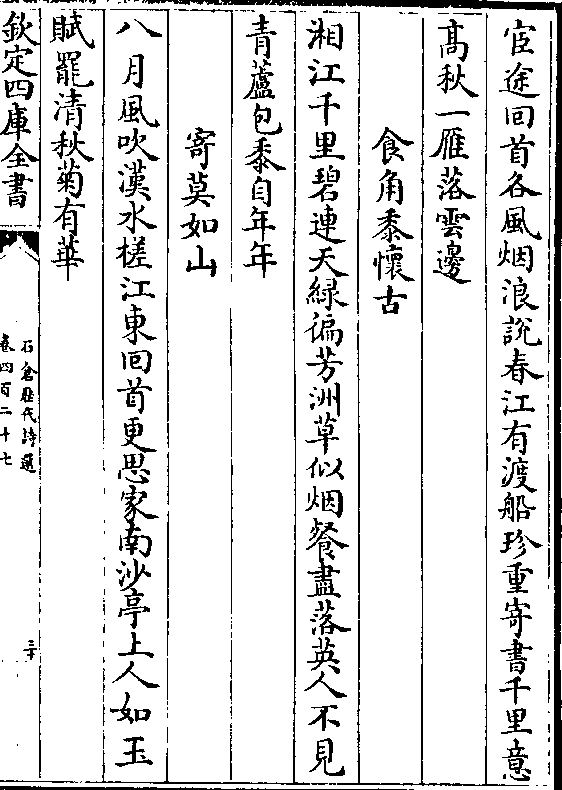 宦途回首各風烟浪說春江有渡船珍重寄書千里意
髙秋一雁落雲邊
食角黍懷古
湘江千里碧連天緑徧芳洲草似烟餐盡落英人不見
青蘆包黍自年年
寄莫如山
八月風吹漢水槎江東回首更思家南沙亭上人如玉
賦罷清秋菊有華
欽定四庫全書
石倉歴代詩選
卷四百二十七
三十